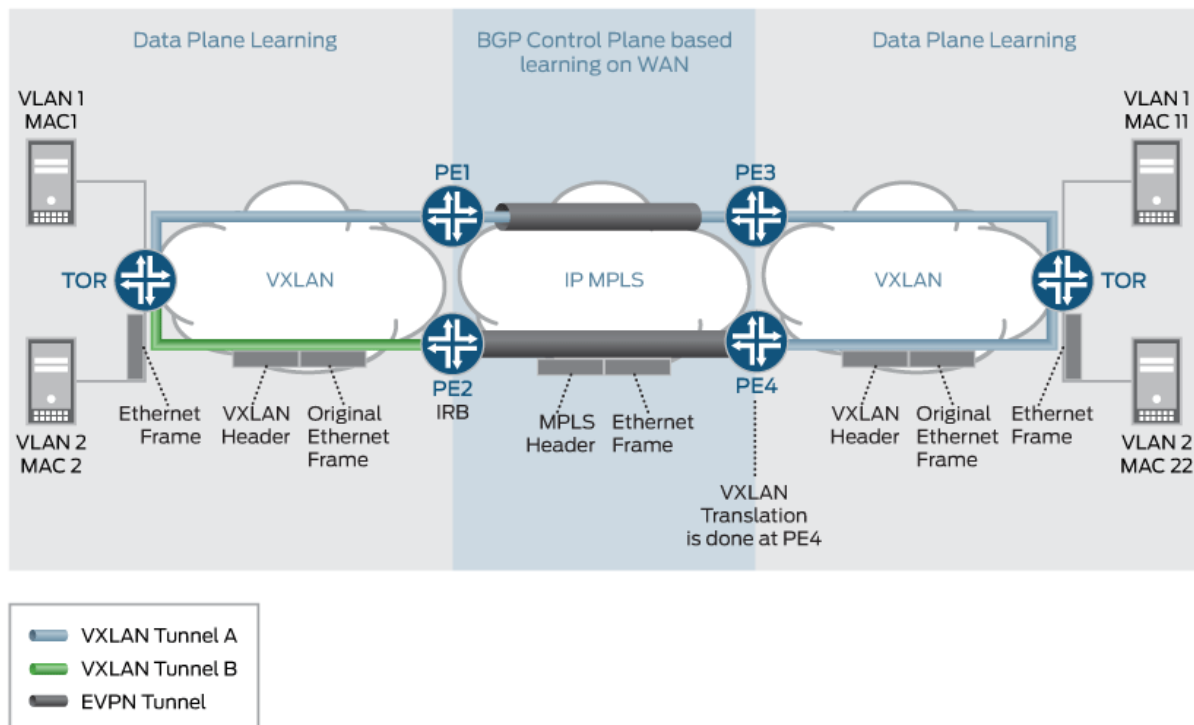 Data Plane Learning
BGP Control Plane based
learning on WAN
Data Plane Learning
VLAN 1
MAC1
VLAN 1
MAC 11
PE1
PE3
TOR
VXLAN
IP MPLS
VXLAN
TOR
VLAN 2
MAC 2
Ethernet
Frame
VXLAN
Header
Original
Ethernet
Frame
PE2
IRB
MPLS
Header
Ethernet
Frame
PE4
VXLAN
Translation
is done at PE4
VXLAN
Header
Original
Ethernet
Frame
Ethernet
Frame
VLAN 2
MAC 22
VXLAN Tunnel A
VXLAN Tunnel B
EVPN Tunnel